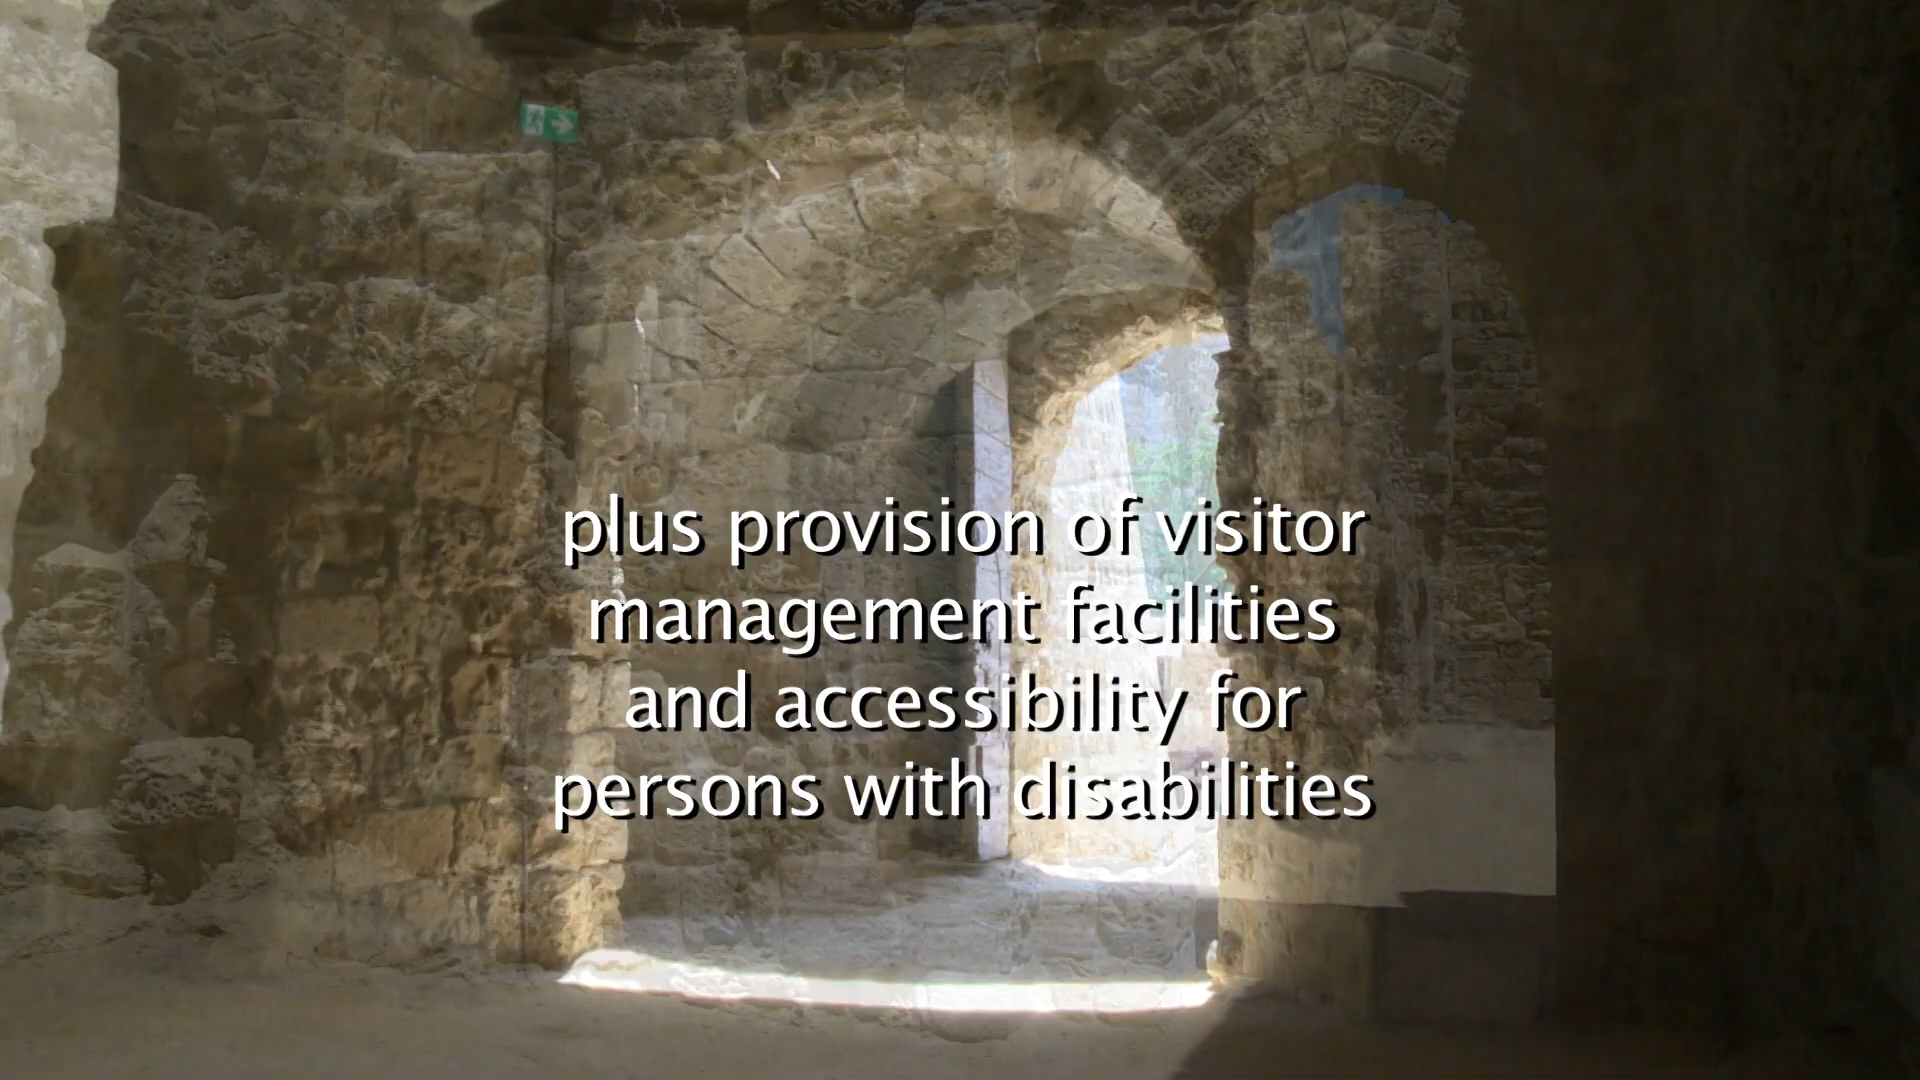 plus provision of visitor
management facilities
and accessibility for
persons with disabilities